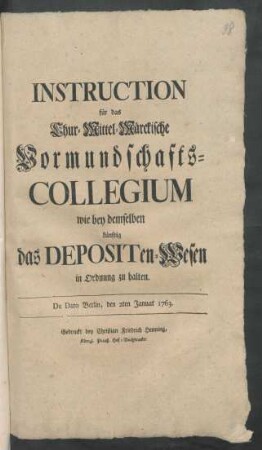 INSTRUCTION
für das
Chur-Mittel-Märckische
Vormundschafts-
COLLEGIUM
wie bey demselben
künftig
das DEPOSITen-Wesen
in Ordnung zu halten.
De Dato Berlin, den 2ten Januar 1763.
Gedruckt bey Christian Friedrich Henning,
Königl. Preuß. Hof-Buchdrucker.